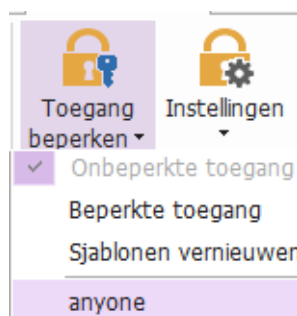 Toegang
beperken
Instellingen
Onbeperkte toegang
Beperkte toegang
Sjablonen vernieuwen
anyone